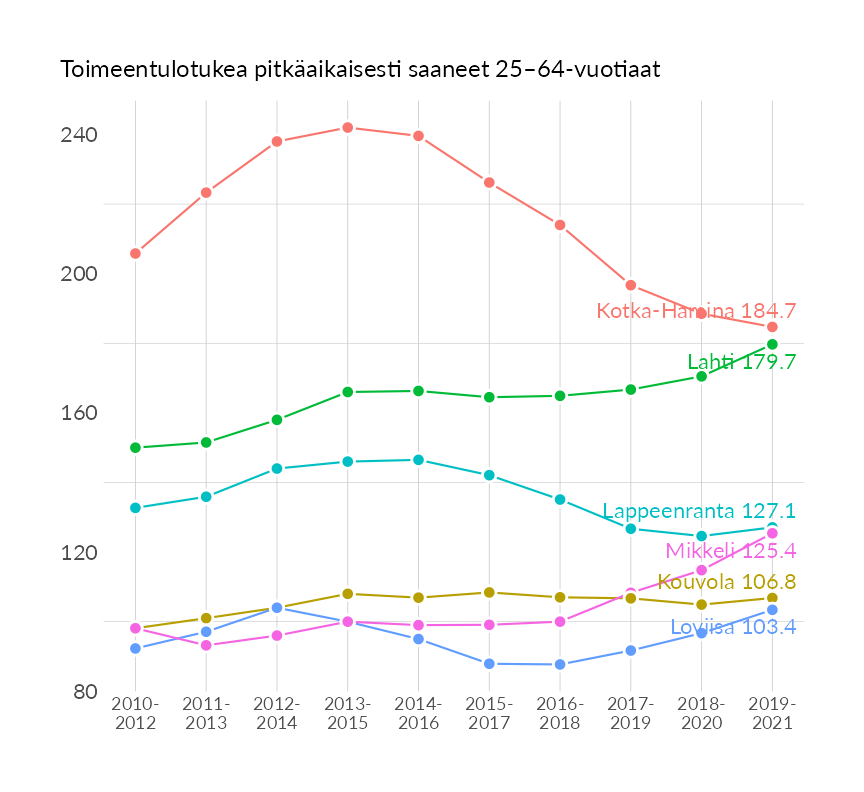 Toimeentulotukea pitkäaikaisesti saaneet 25–64-vuotiaat
240
200
Kotka-Hamina 184.7
Lahti 179.7
160
Lappeenranta 127.1
120
Mikkeli 125.4
Kouvola 106.8
Loviisa 103.4
80
2010- 2011- 2012- 2013- 2014- 2015- 2016- 2017- 2018- 2019-
2012 2013 2014 2015 2016 2017 2018 2019 2020 2021